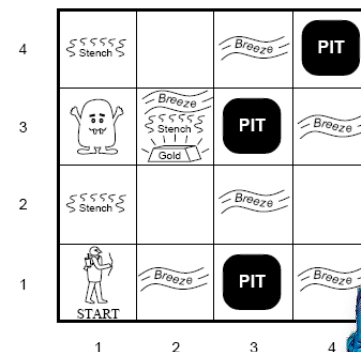 4
Stench
Breeze
PIT
3
Breeze
Stench
Gold
PIT
Breeze
2
Stench
Breeze
1
START
Breeze
PIT
Breeze
1 2 3 4